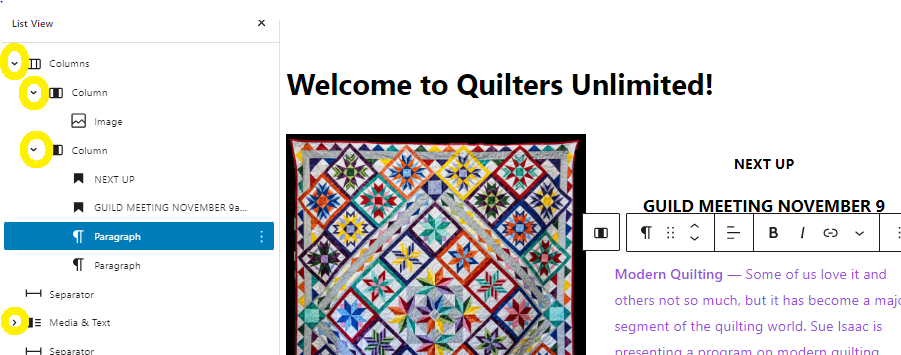 List View
Columns
Column
Image
Column
NEXT UP
GUILD MEETING NOVEMBER 9a...
Paragraph
Paragraph
Separator
Media & Text
Separator
Welcome to Quilters Unlimited!
NEXT UP
GUILD MEETING NOVEMBER 9
B I
Modern Quilting — Some of us love it and
others not so much, but it has become a majo
segment of the quilting world. Sue Isaac is
presenting a program on modern quilting